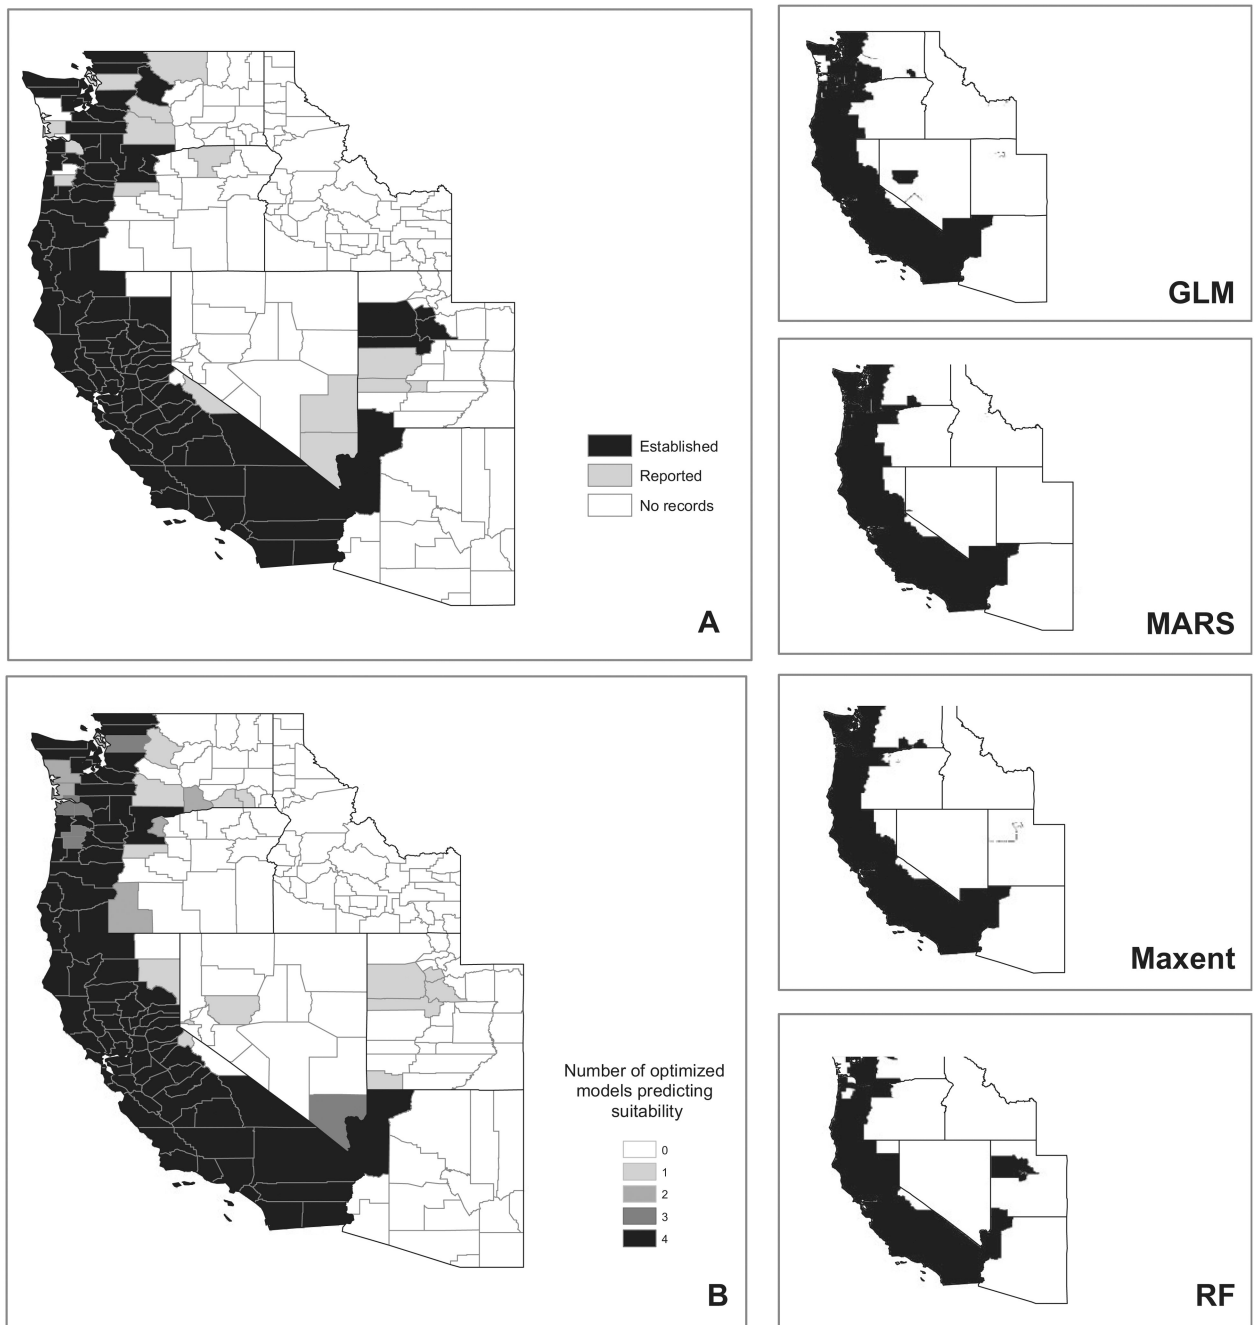 Established
Reported
No records
A
Number of optimized
models predicting
suitability
0
1
2
3
4
B
GLM
MARS
Maxent
RF